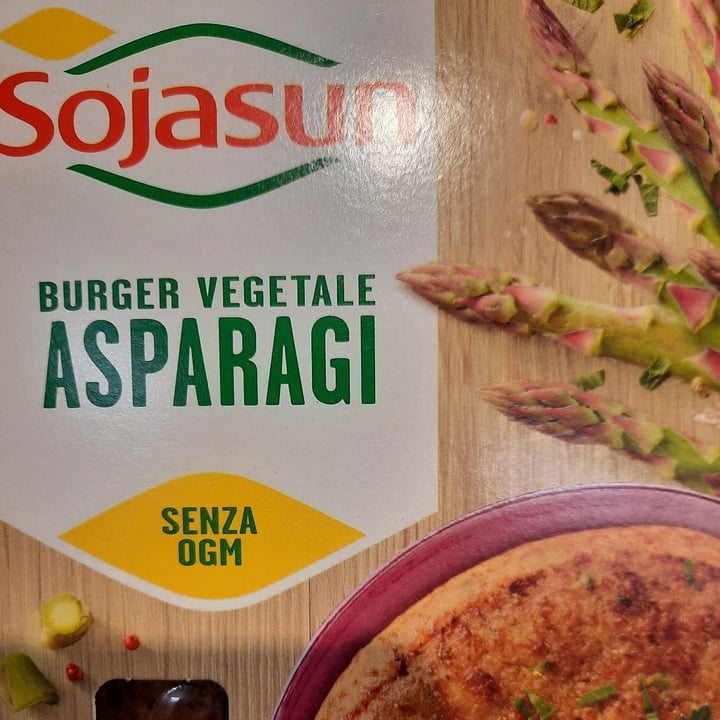 Sojasun
BURGER VEGETALE
ASPARAGI
SENZA
OGM